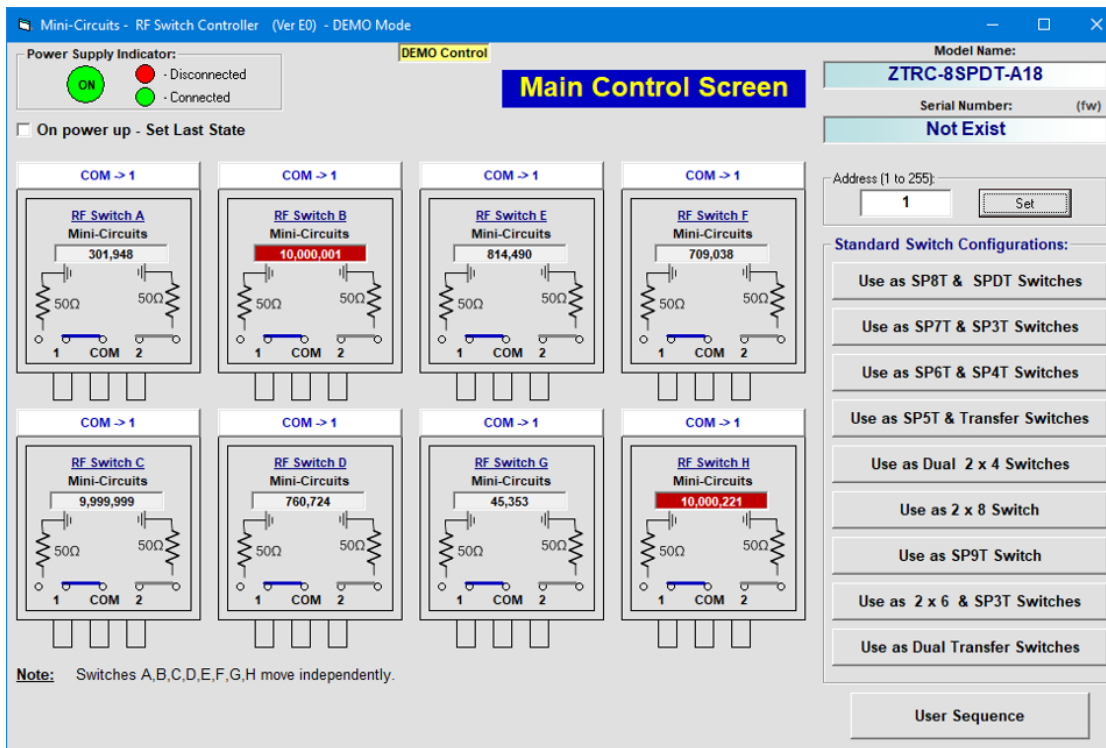 Mini-Circuits - RF Switch Controller (Ver E0) - DEMO Mode
Power Supply Indicator:
ON
- Disconnected
- Connected
DEMO Control
Main Control Screen
On power up - Set Last State
Model Name:
ZTRC-8SPDT-A18
Serial Number: (fw)
Not Exist
Address (1 to 255):
1 Set
COM -> 1 COM -> 1 COM -> 1 COM -> 1
RF Switch A RF Switch B RF Switch E RF Switch F
Mini-Circuits Mini-Circuits Mini-Circuits Mini-Circuits
301,948 10,000,001 814,490 709,038
50Ω 50Ω 50Ω 50Ω 50Ω 50Ω 50Ω 50Ω
1 COM 2 1 COM 2 1 COM 2 1 COM 2
COM -> 1 COM -> 1 COM -> 1 COM -> 1
RF Switch C RF Switch D RF Switch G RF Switch H
Mini-Circuits Mini-Circuits Mini-Circuits Mini-Circuits
9,999,999 760,724 45,353 10,000,221
50Ω 50Ω 50Ω 50Ω 50Ω 50Ω 50Ω 50Ω
1 COM 2 1 COM 2 1 COM 2 1 COM 2
Note: Switches A,B,C,D,E,F,G,H move independently.
Standard Switch Configurations:
Use as SP8T & SPDT Switches
Use as SP7T & SP3T Switches
Use as SP6T & SP4T Switches
Use as SP5T & Transfer Switches
Use as Dual 2 x 4 Switches
Use as 2 x 8 Switch
Use as SP9T Switch
Use as 2 x 6 & SP3T Switches
Use as Dual Transfer Switches
User Sequence